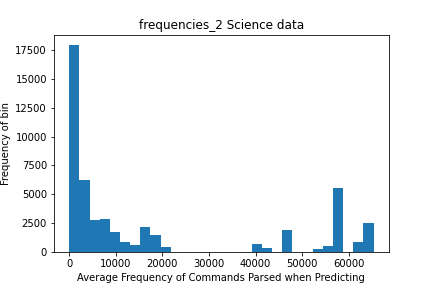 frequencies_2 Science data
17500
15000
12500
10000
7500
5000
2500
0
Frequency of bin
0 10000 20000 30000 40000 50000 60000
Average Frequency of Commands Parsed when Predicting